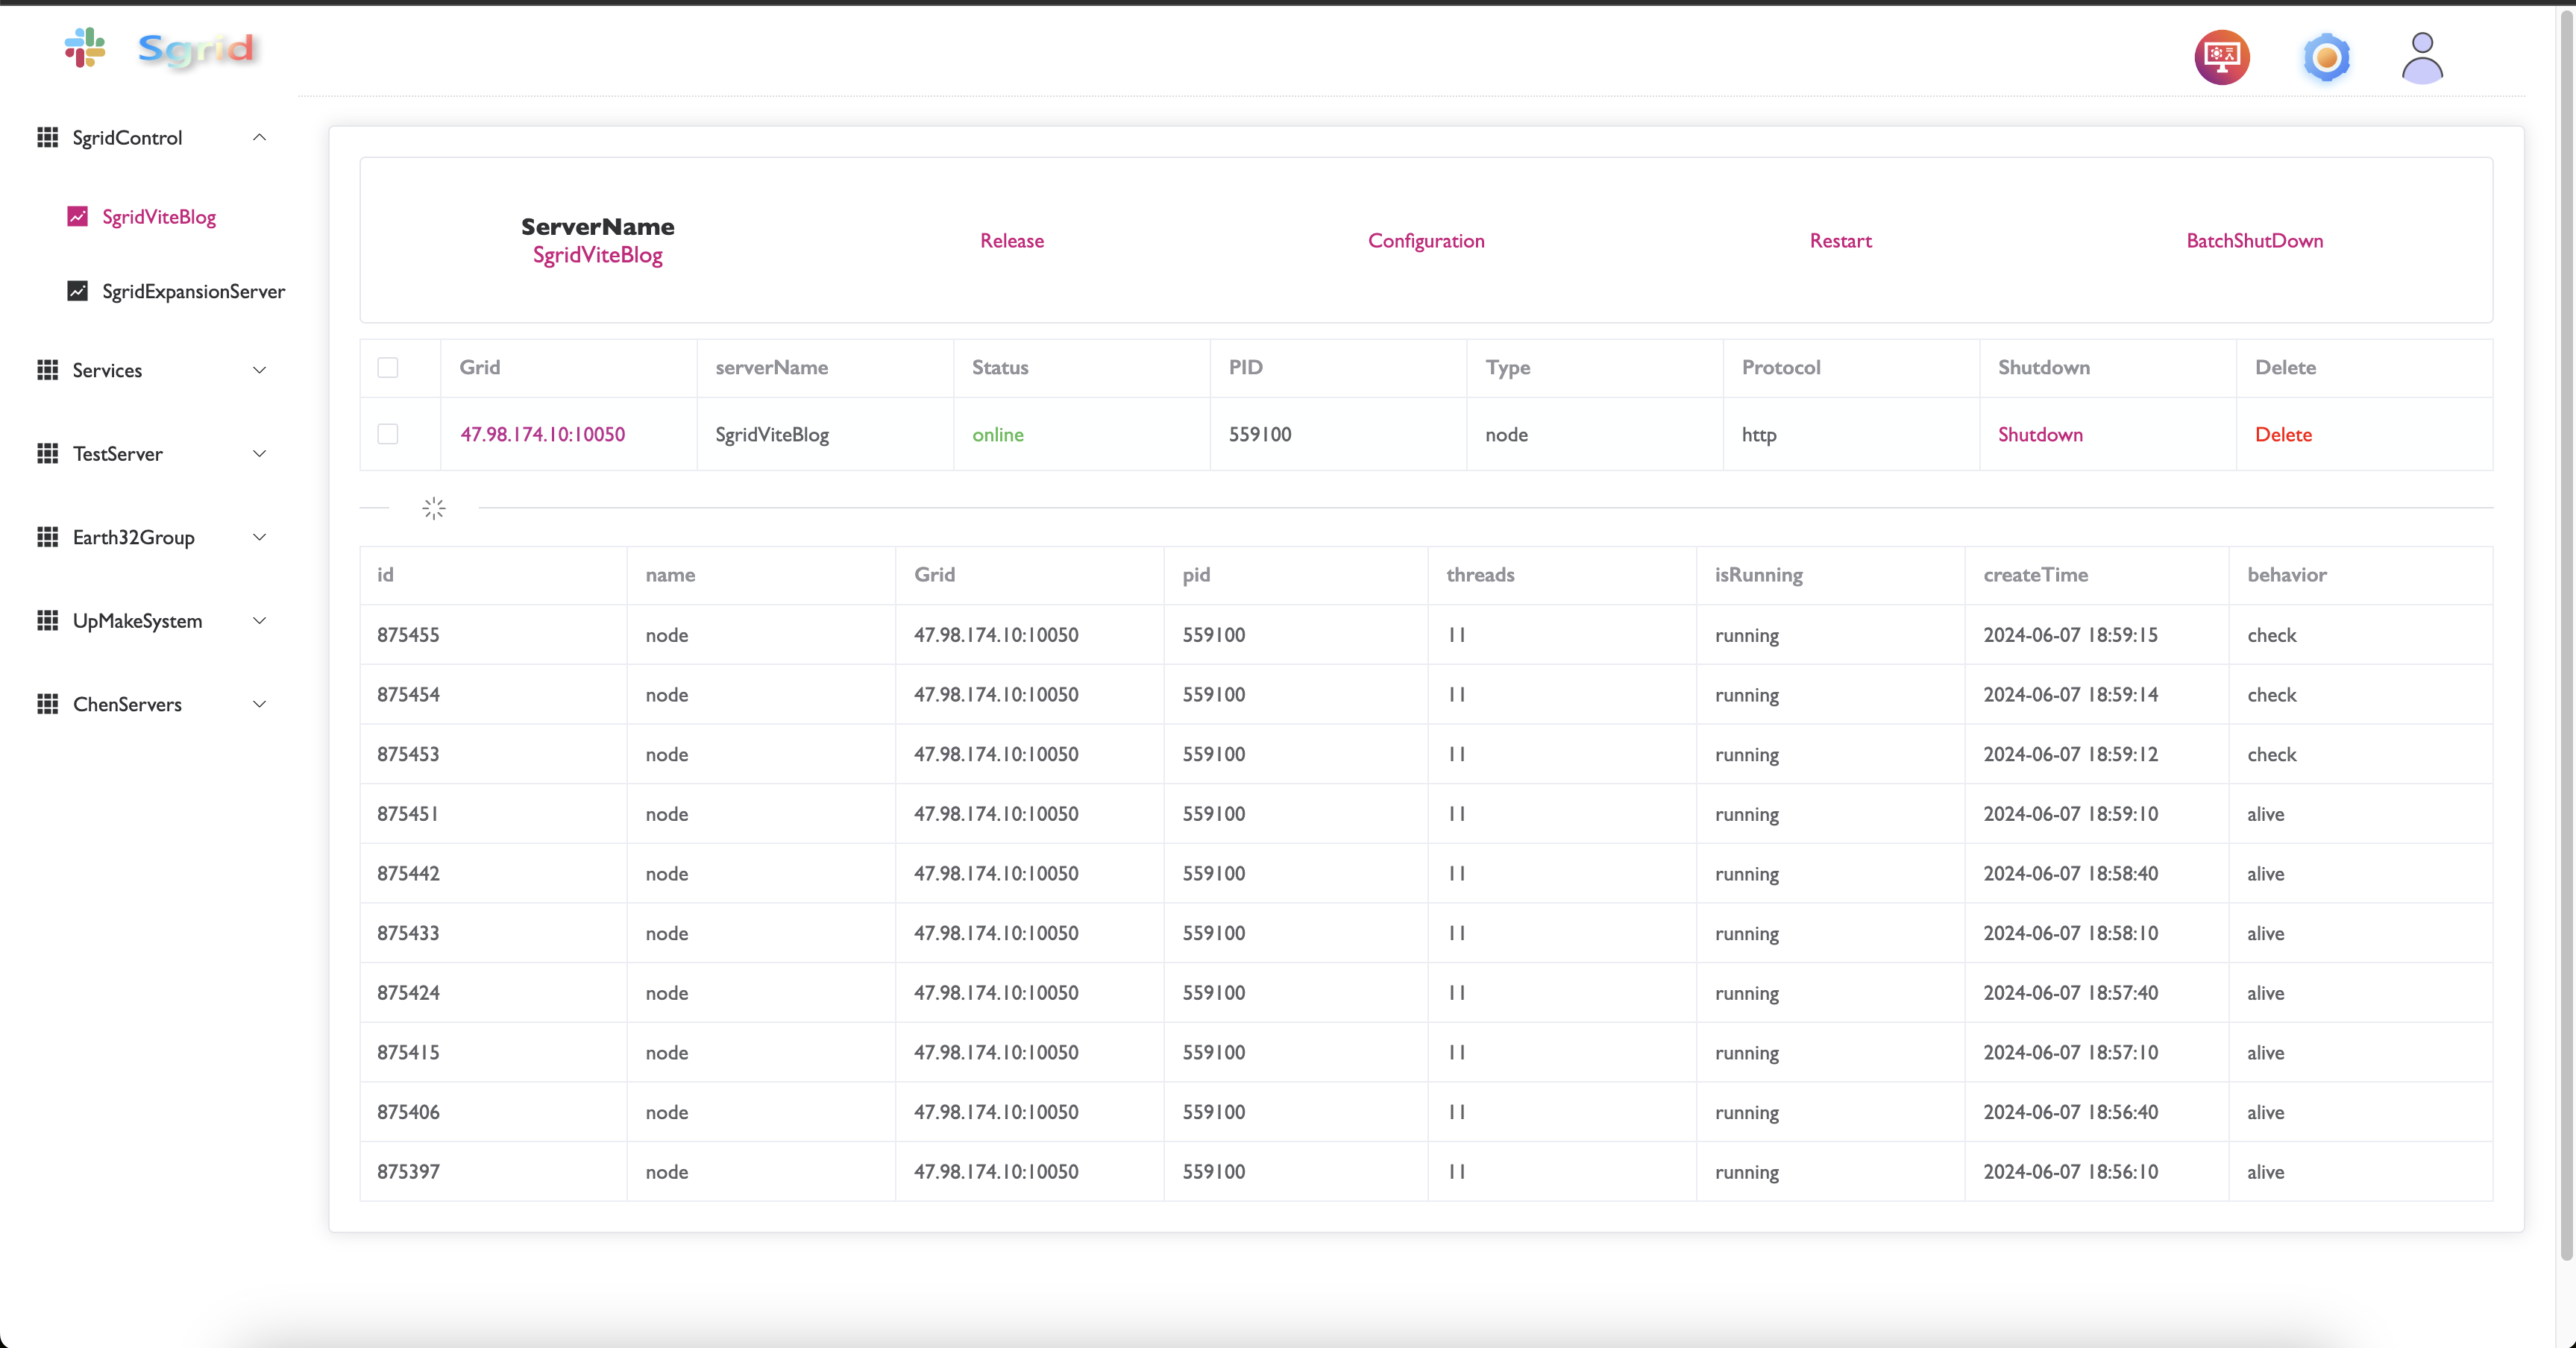 Sgrid
SgridControl
SgridViteBlog
SgridExpansionServer
Services
TestServer
Earth32Group
UpMakeSystem
ChenServers
ServerName
SgridViteBlog
Release
Configuration
Restart
BatchShutDown
Grid serverName Status PID Type Protocol Shutdown Delete
47.98.174.10:10050 SgridViteBlog online 559100 node http Shutdown Delete
id name Grid pid threads isRunning createTime behavior
875455 node 47.98.174.10:10050 559100 11 running 2024-06-07 18:59:15 check
875454 node 47.98.174.10:10050 559100 11 running 2024-06-07 18:59:14 check
875453 node 47.98.174.10:10050 559100 11 running 2024-06-07 18:59:12 check
875451 node 47.98.174.10:10050 559100 11 running 2024-06-07 18:59:10 alive
875442 node 47.98.174.10:10050 559100 11 running 2024-06-07 18:58:40 alive
875433 node 47.98.174.10:10050 559100 11 running 2024-06-07 18:58:10 alive
875424 node 47.98.174.10:10050 559100 11 running 2024-06-07 18:57:40 alive
875415 node 47.98.174.10:10050 559100 11 running 2024-06-07 18:57:10 alive
875406 node 47.98.174.10:10050 559100 11 running 2024-06-07 18:56:40 alive
875397 node 47.98.174.10:10050 559100 11 running 2024-06-07 18:56:10 alive